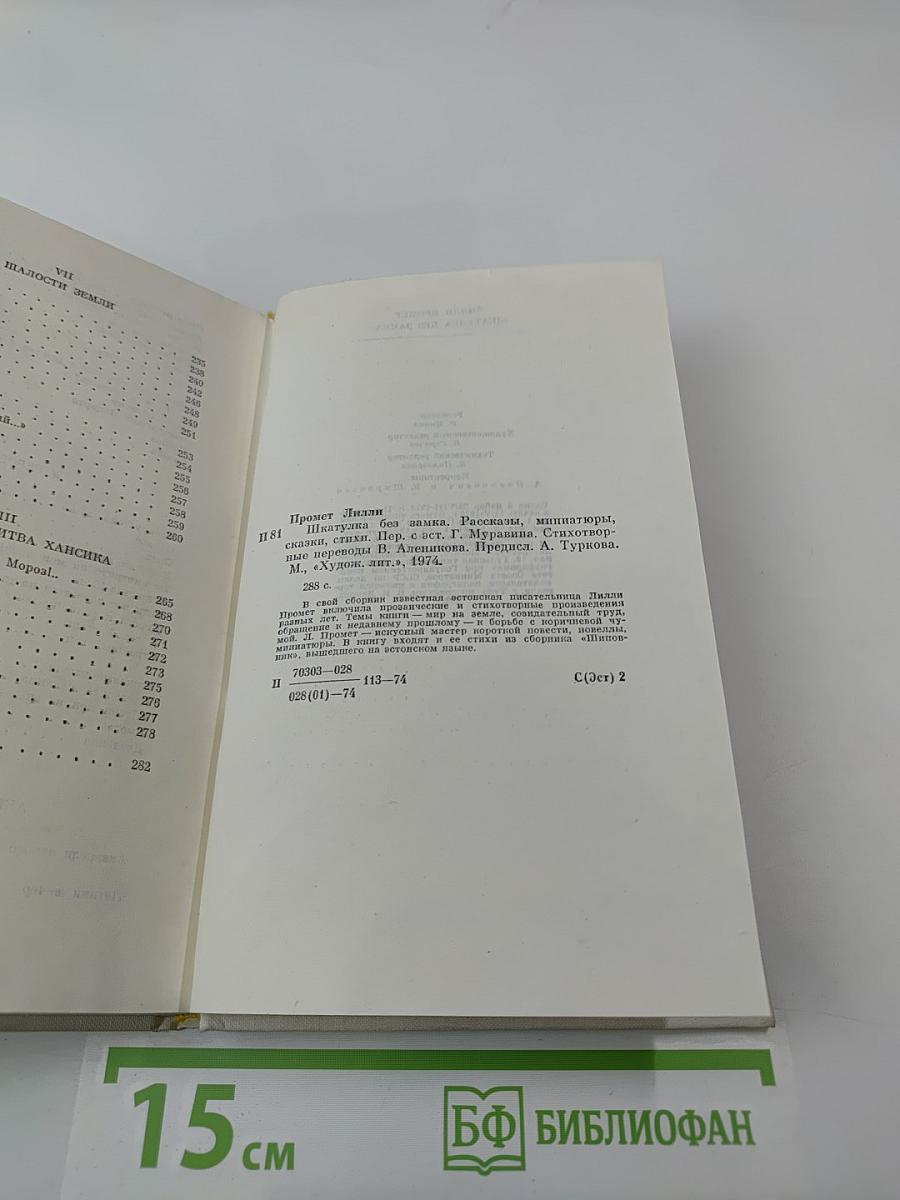 VII
ШАЛОСТИ ЗЕМЛИ
235
238
240
242
246
248
249
251
й...»
253
254
255
256
257
258
259
260
III
ИТВА ХАНСИКА
Мороз!..
265
268
270
271
272
273
275
276
277
278
282
Промет Лилли
П 81 Шкатулка без замка. Рассказы, миниатюры,
сказки, стихи. Пер. с эст. Г. Муравина. Стихотвор-
ные переводы В. Аленикова. Предисл. А. Туркова.
М., «Худож. лит.», 1974.
288 с.
В свой сборник известная эстонская писательница Лилли
Промет включила прозаические и стихотворные произведения
разных лет. Темы книги — мир на земле, созидательный труд,
обращение к недавнему прошлому — к борьбе с коричневой чу-
мой. Л. Промет — искусный мастер короткой повести, новеллы,
миниатюры. В книгу входят и ее стихи из сборника «Шипов-
ник», вышедшего на эстонском языке.
70303—028
П 113—74 С(Эст) 2
028(01)—74
15 см
БФ БИБЛИОФАН